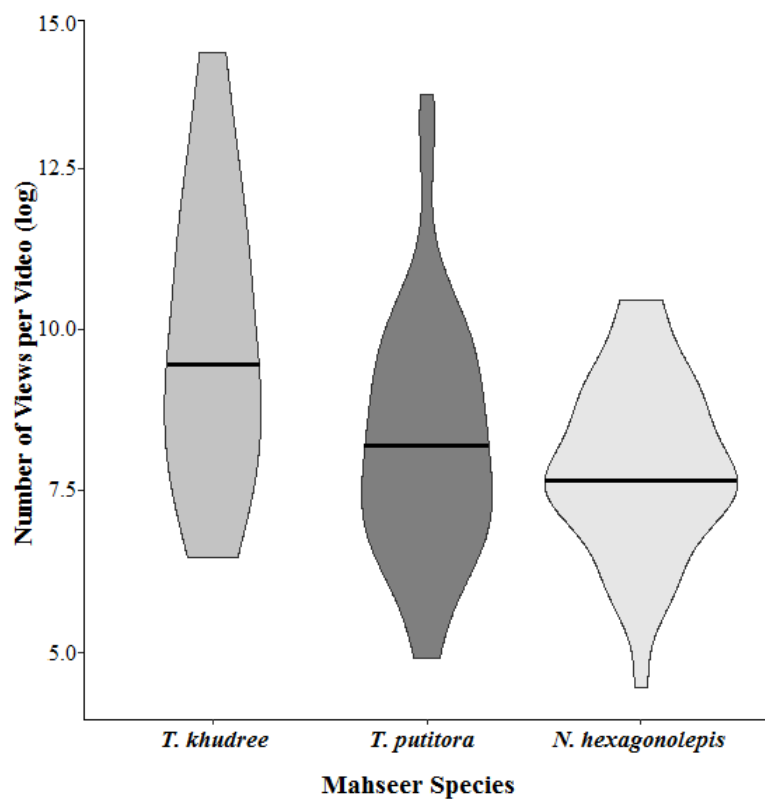 Number of Views per Video (log)
15.0
12.5
10.0
7.5
5.0
T. khudree T. putitora N. hexagonolepis
Mahseer Species